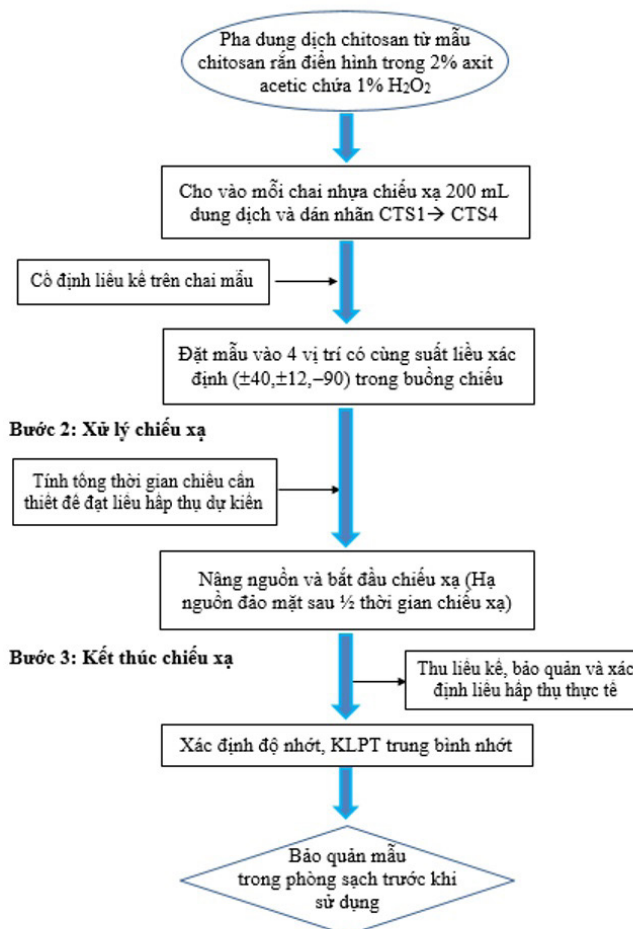 Pha dung dịch chitosan từ mẫu
chitosan rắn điển hình trong 2% axit
acetic chứa 1% H₂O₂
Cho vào mỗi chai nhựa chiếu xạ 200 mL
dung dịch và dán nhãn CTS1→ CTS4
Cố định liều kế trên chai mẫu
Đặt mẫu vào 4 vị trí có cùng suất liều xác
định (±40,±12,–90) trong buồng chiếu
Bước 2: Xử lý chiếu xạ
Tính tổng thời gian chiếu cần
thiết để đạt liều hấp thụ dự kiến
Nâng nguồn và bắt đầu chiếu xạ (Hạ
nguồn đảo mặt sau ½ thời gian chiếu xạ)
Bước 3: Kết thúc chiếu xạ
Thu liều kế, bảo quản và xác
định liều hấp thụ thực tế
Xác định độ nhớt, KLPT trung bình nhớt
Bảo quản mẫu
trong phòng sạch trước khi
sử dụng